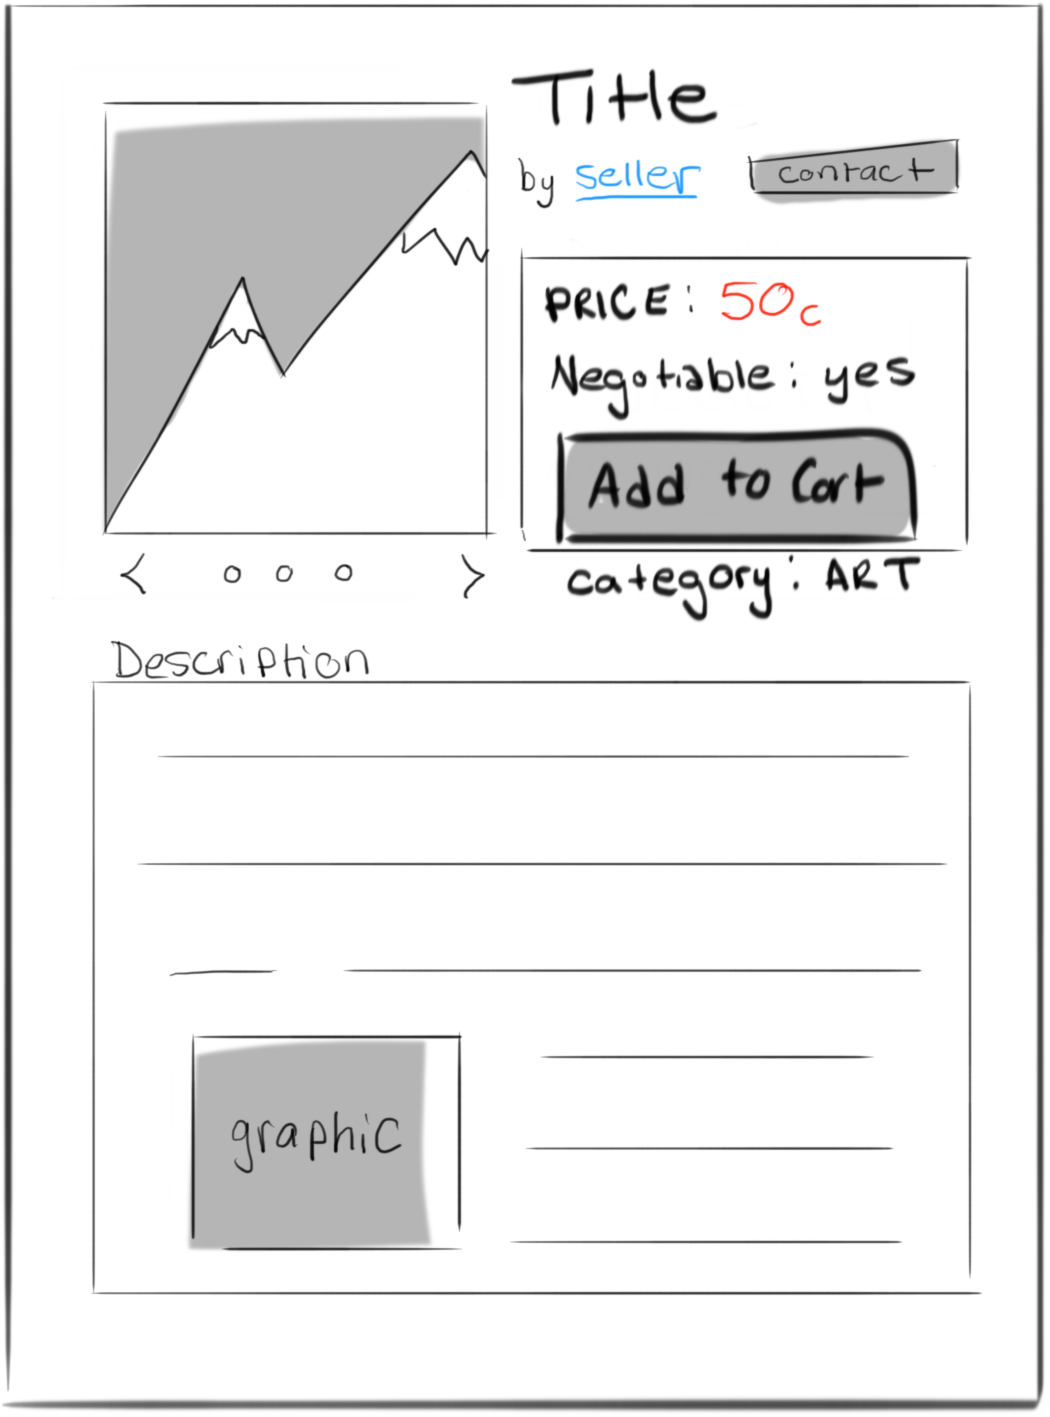 Title
by seller
contact
PRICE: 50c
Negotiable: yes
Add to Cart
category: ART
Description
graphic